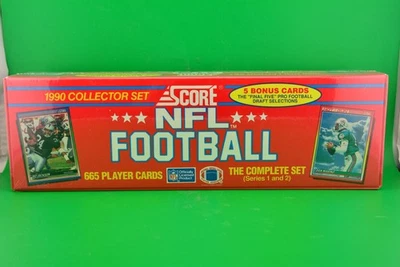 1990 COLLECTOR SET
SCORE
5 BONUS CARDS
THE "FINAL FIVE" PRO FOOTBALL
DRAFT SELECTIONS
NFL™
FOOTBALL
665 PLAYER CARDS
THE COMPLETE SET
(Series 1 and 2)